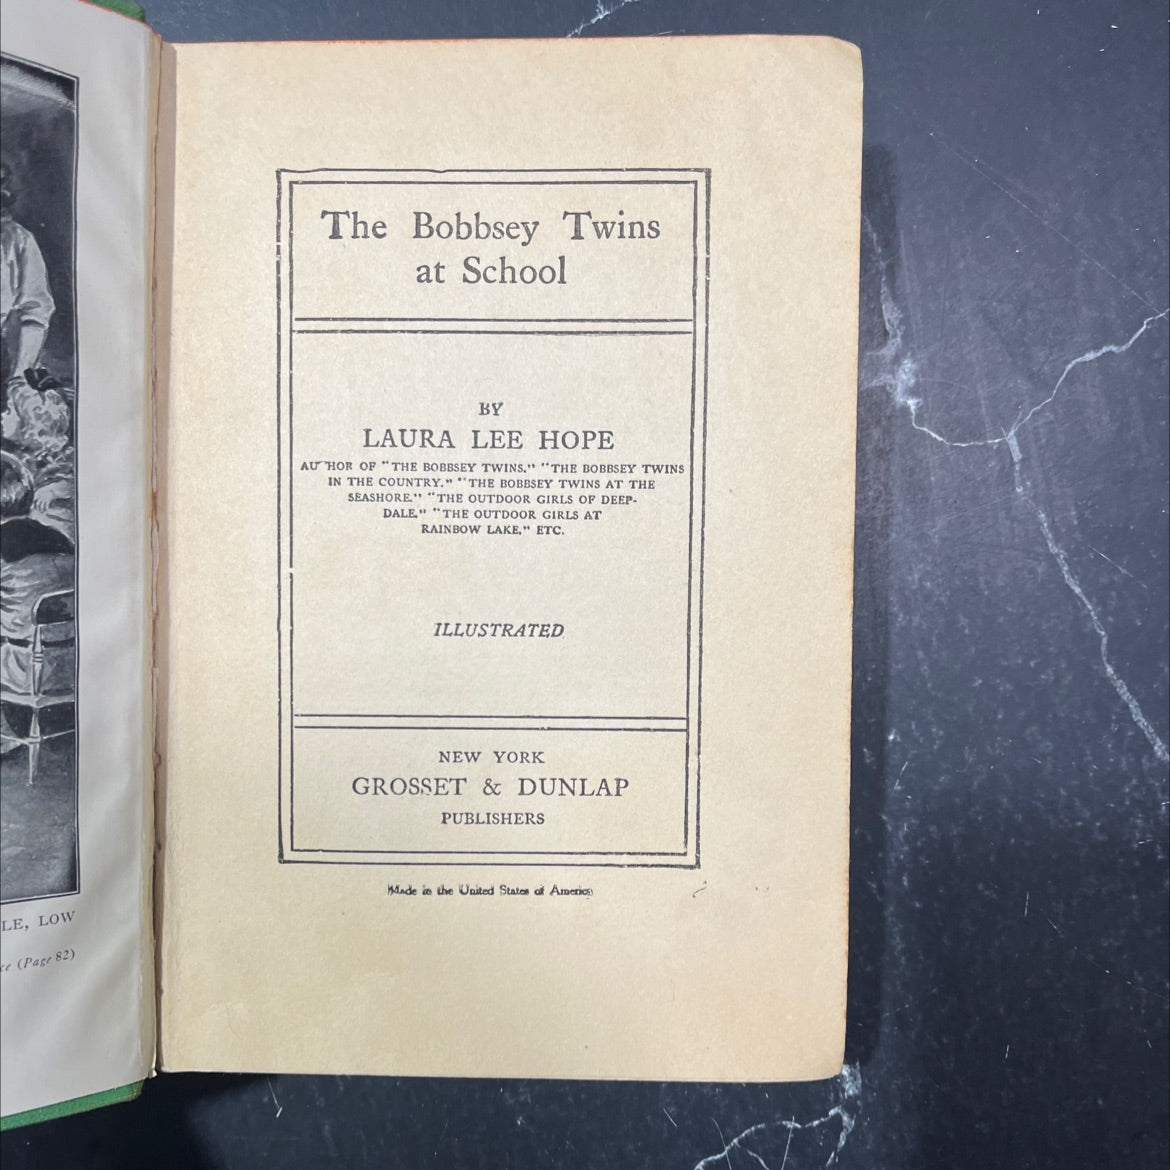 LE, LOW
ce (Page 82)
The Bobbsey Twins
at School
BY
LAURA LEE HOPE
AUTHOR OF "THE BOBBSEY TWINS," "THE BOBBSEY TWINS
IN THE COUNTRY," "THE BOBBSEY TWINS AT THE
SEASHORE," "THE OUTDOOR GIRLS OF DEEP-
DALE," "THE OUTDOOR GIRLS AT
RAINBOW LAKE," ETC.
ILLUSTRATED
NEW YORK
GROSSET & DUNLAP
PUBLISHERS
Made in the United States of America